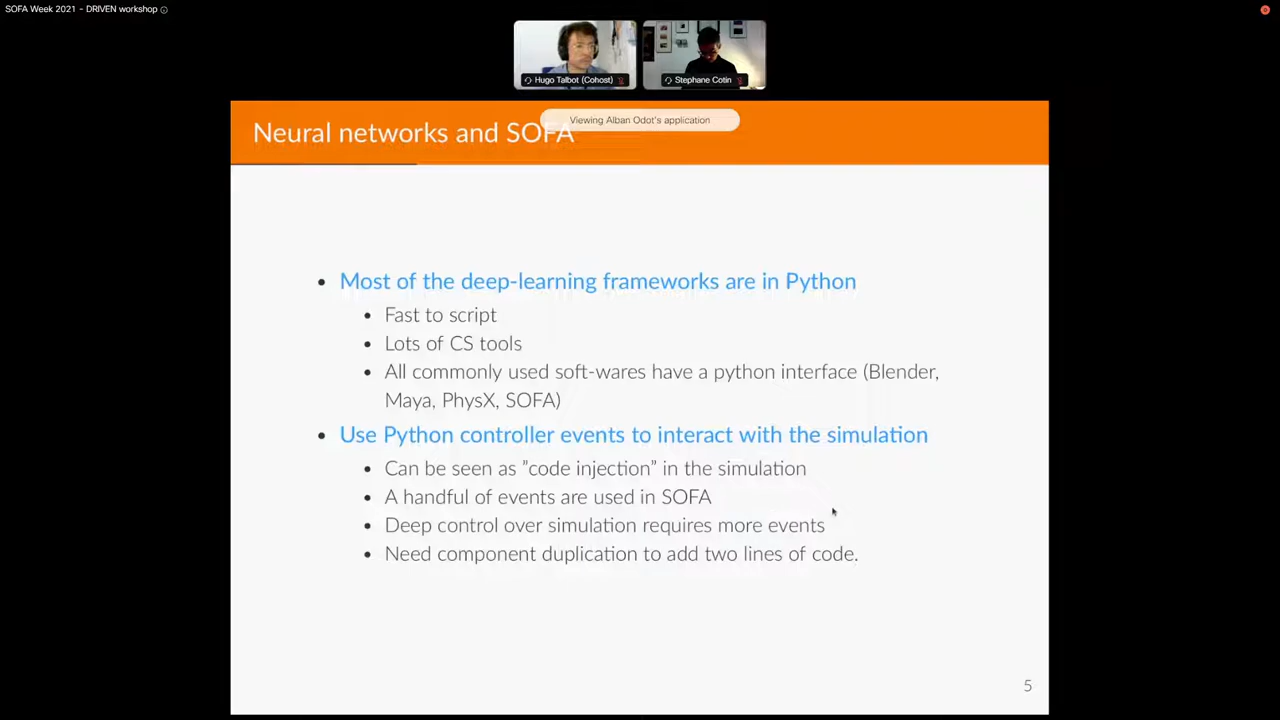 SOFA Week 2021 - DRIVEN workshop
Hugo Talbot (Cohost)
Stephane Cotin
Viewing Alban Odot's application
Neural networks and SOFA
• Most of the deep-learning frameworks are in Python
• Fast to script
• Lots of CS tools
• All commonly used soft-wares have a python interface (Blender,
Maya, PhysX, SOFA)
• Use Python controller events to interact with the simulation
• Can be seen as ”code injection” in the simulation
• A handful of events are used in SOFA
• Deep control over simulation requires more events
• Need component duplication to add two lines of code.
5